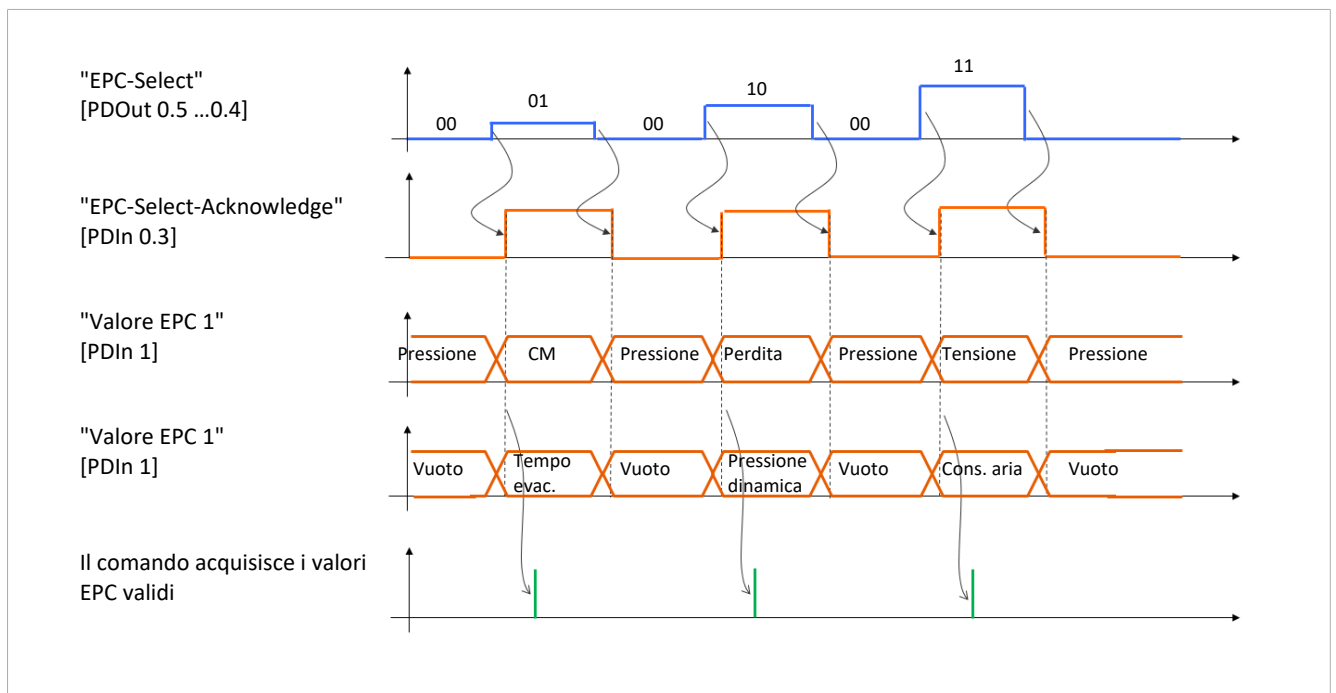 "EPC-Select"
[PDOut 0.5 ...0.4]
00
01
00
10
00
11
"EPC-Select-Acknowledge"
[PDIn 0.3]
"Valore EPC 1"
[PDIn 1]
Pressione
CM
Pressione
Perdita
Pressione
Tensione
Pressione
"Valore EPC 1"
[PDIn 1]
Vuoto
Tempo
evac.
Vuoto
Pressione
dinamica
Vuoto
Cons. aria
Vuoto
Il comando acquisisce i valori
EPC validi